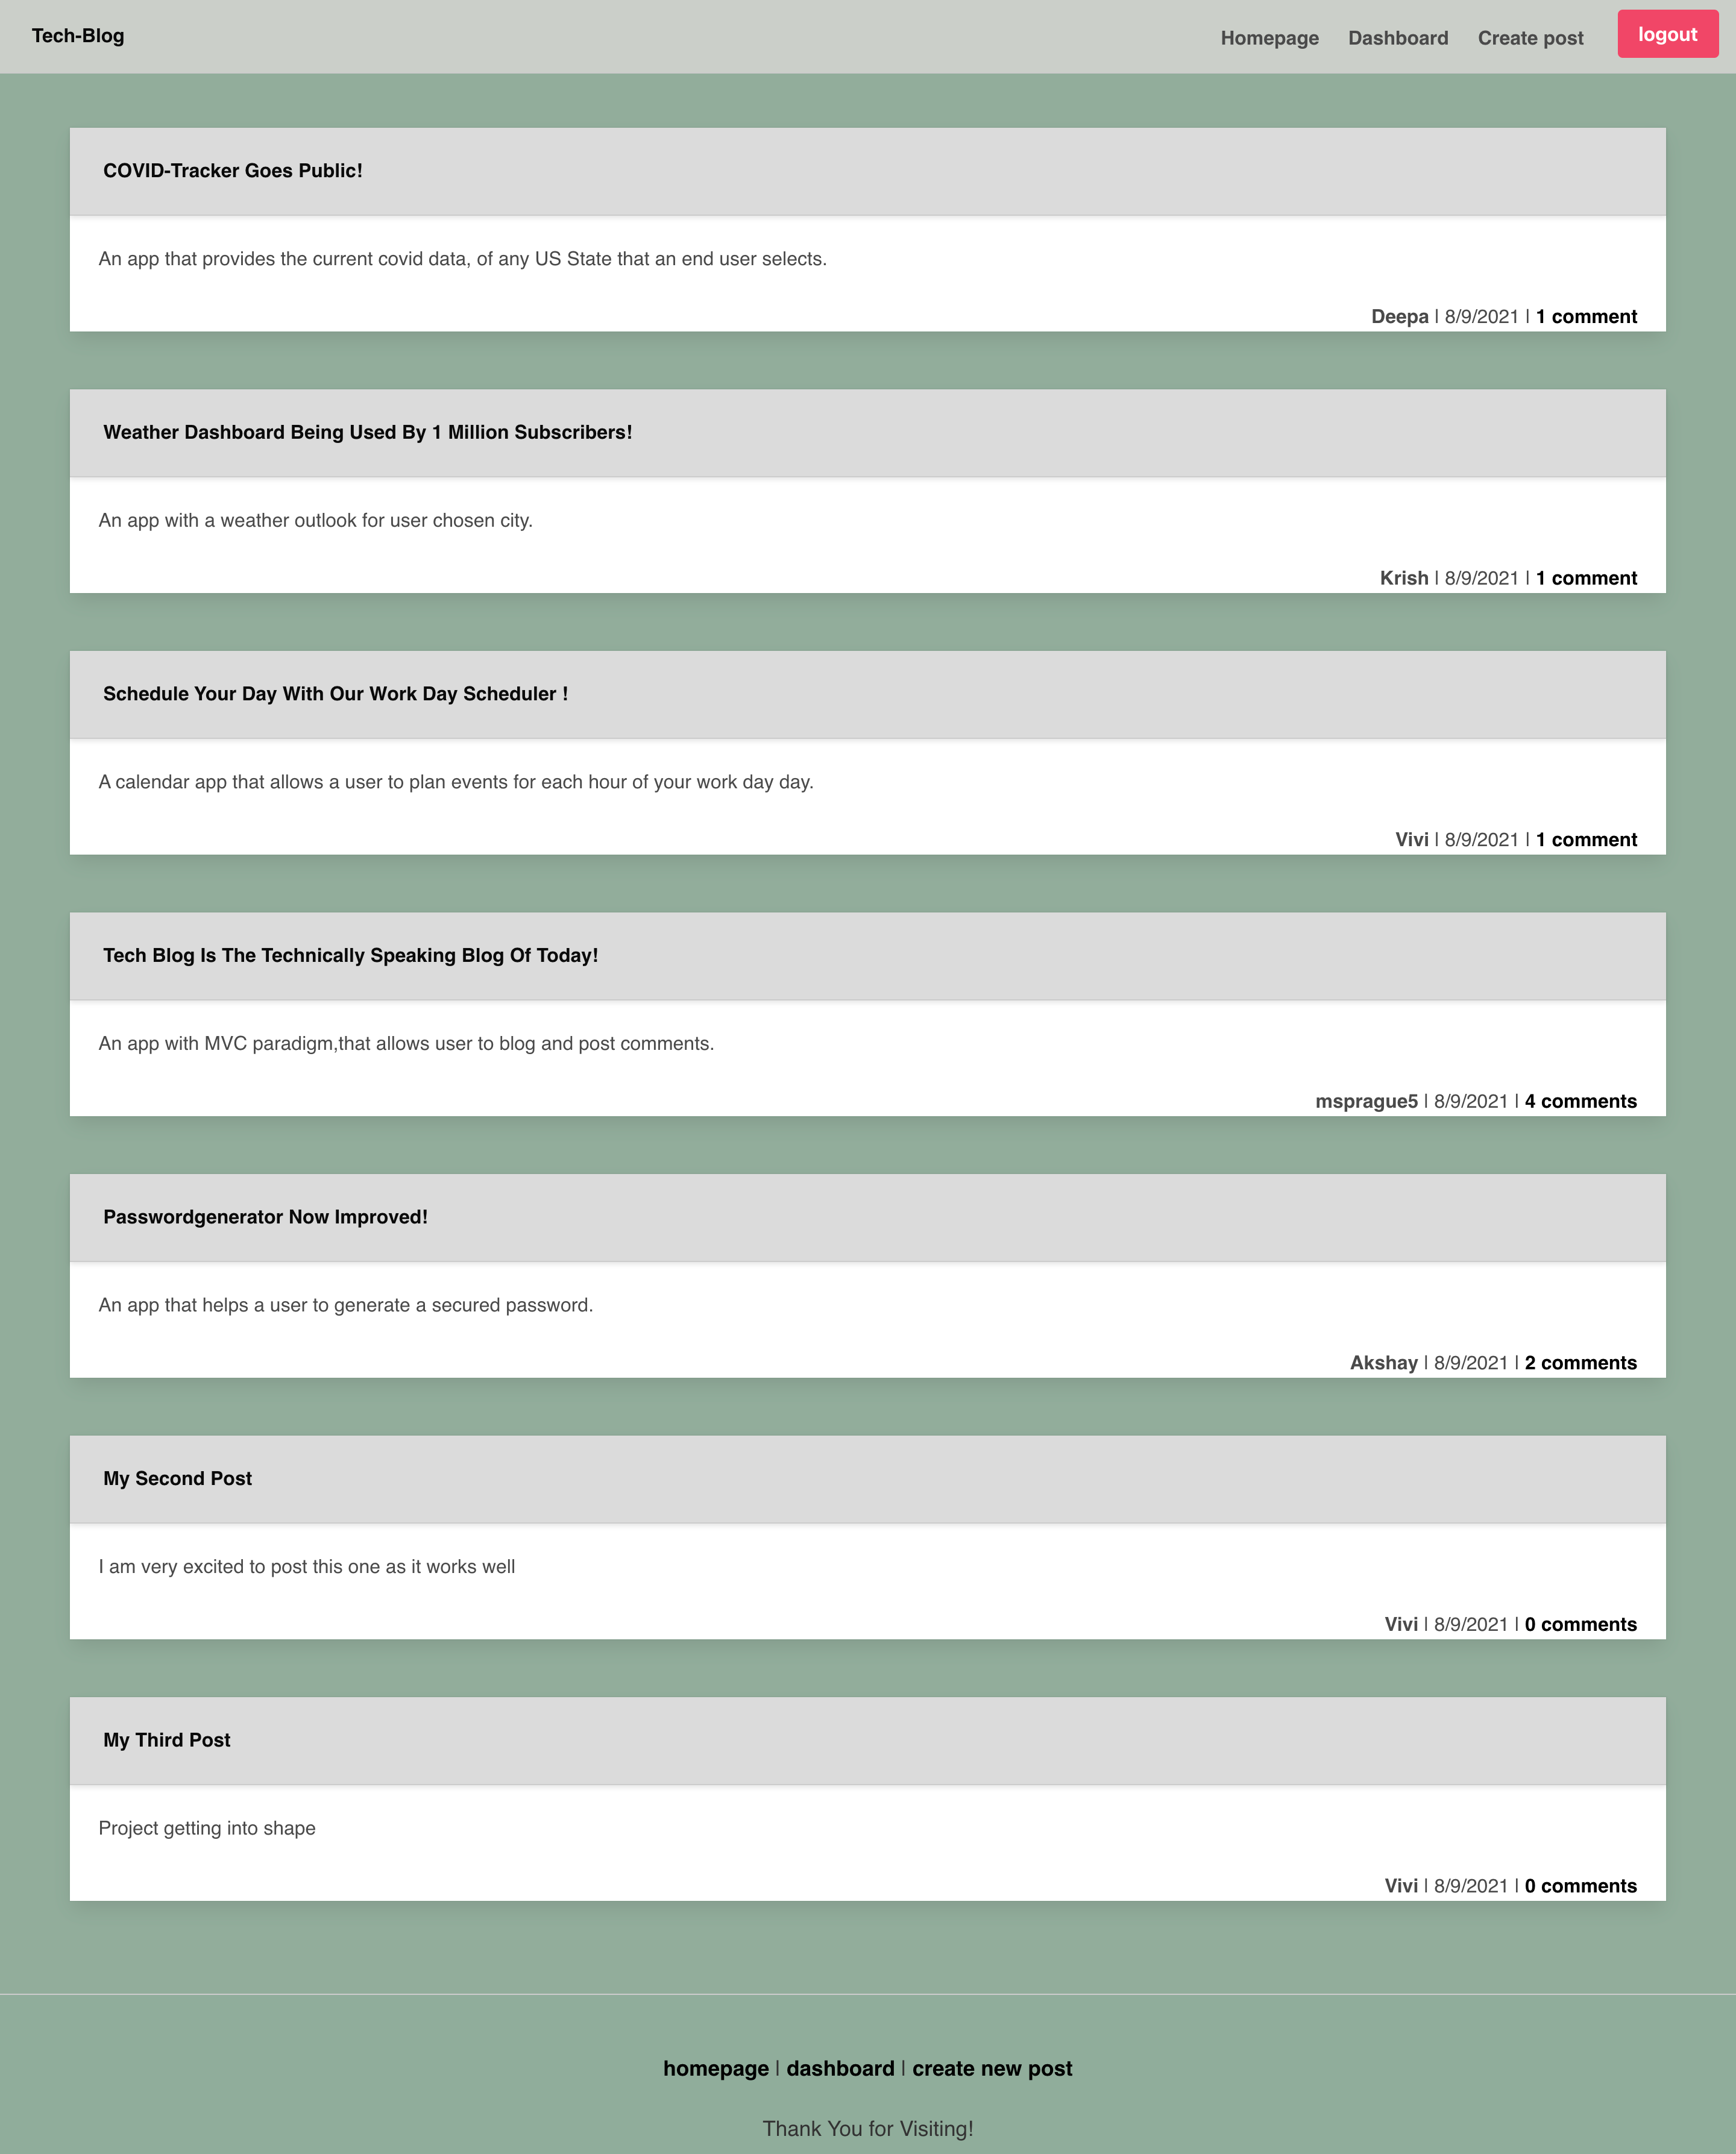 Tech-Blog
Homepage Dashboard Create post logout
COVID-Tracker Goes Public!
An app that provides the current covid data, of any US State that an end user selects.
Deepa | 8/9/2021 | 1 comment
Weather Dashboard Being Used By 1 Million Subscribers!
An app with a weather outlook for user chosen city.
Krish | 8/9/2021 | 1 comment
Schedule Your Day With Our Work Day Scheduler !
A calendar app that allows a user to plan events for each hour of your work day day.
Vivi | 8/9/2021 | 1 comment
Tech Blog Is The Technically Speaking Blog Of Today!
An app with MVC paradigm,that allows user to blog and post comments.
msprague5 | 8/9/2021 | 4 comments
Passwordgenerator Now Improved!
An app that helps a user to generate a secured password.
Akshay | 8/9/2021 | 2 comments
My Second Post
I am very excited to post this one as it works well
Vivi | 8/9/2021 | 0 comments
My Third Post
Project getting into shape
Vivi | 8/9/2021 | 0 comments
homepage | dashboard | create new post
Thank You for Visiting!